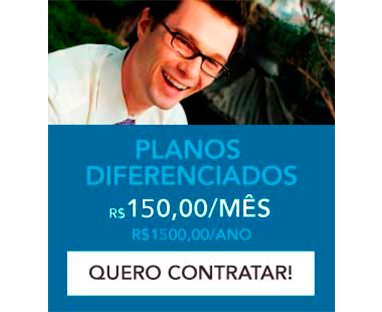 PLANOS
DIFERENCIADOS
R$150,00/MÊS
R$1500,00/ANO
QUERO CONTRATAR!